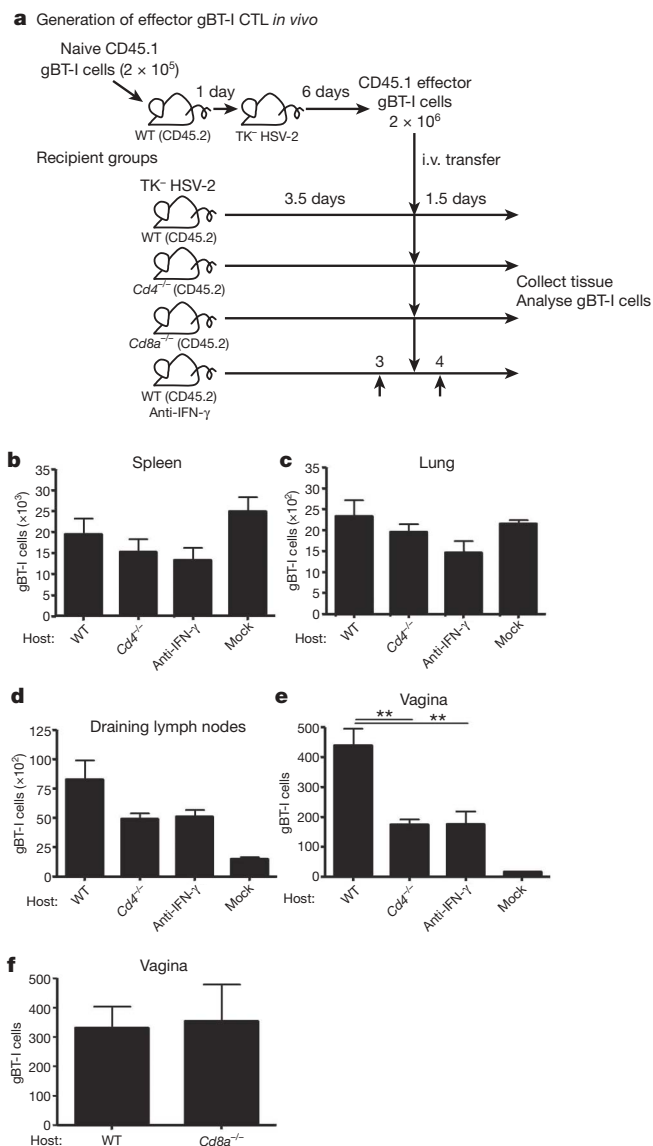 a Generation of effector gBT-I CTL in vivo
Naive CD45.1
gBT-I cells (2 × 10⁵)
1 day
6 days
CD45.1 effector
gBT-I cells
2 × 10⁶
WT (CD45.2)
TK⁻ HSV-2
Recipient groups
i.v. transfer
TK⁻ HSV-2
3.5 days
1.5 days
WT (CD45.2)
Cd4⁻/⁻ (CD45.2)
Collect tissue
Analyse gBT-I cells
Cd8a⁻/⁻ (CD45.2)
3
4
WT (CD45.2)
Anti-IFN-γ
b
Spleen
gBT-I cells (×10³)
35
30
25
20
15
10
5
0
Host:
WT
Cd4⁻/⁻
Anti-IFN-γ
Mock
c
Lung
gBT-I cells (×10²)
35
30
25
20
15
10
5
0
Host:
WT
Cd4⁻/⁻
Anti-IFN-γ
Mock
d
Draining lymph nodes
gBT-I cells (×10²)
125
100
75
50
25
0
Host:
WT
Cd4⁻/⁻
Anti-IFN-γ
Mock
e
Vagina
** **
gBT-I cells
500
400
300
200
100
0
Host:
WT
Cd4⁻/⁻
Anti-IFN-γ
Mock
f
Vagina
gBT-I cells
500
400
300
200
100
0
Host:
WT
Cd8a⁻/⁻